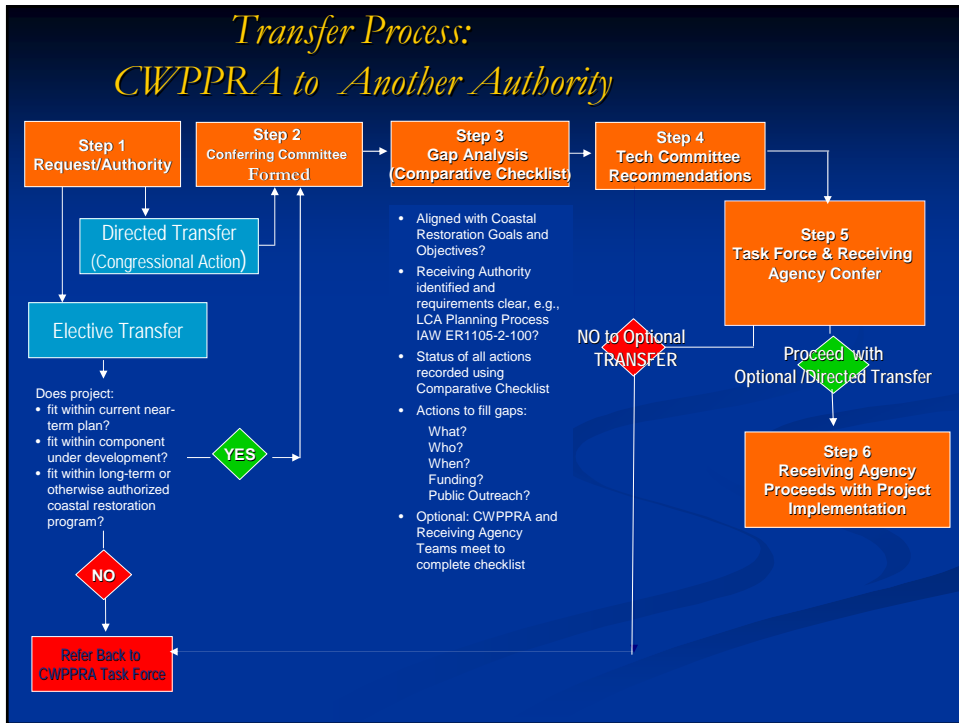 Transfer Process:
CWPPRA to Another Authority
Step 1
Request/Authority
Step 2
Conferring Committee
Formed
Step 3
Gap Analysis
(Comparative Checklist)
Step 4
Tech Committee
Recommendations
Directed Transfer
(Congressional Action)
Elective Transfer
Does project:
• fit within current near-
term plan?
• fit within component
under development?
• fit within long-term or
otherwise authorized
coastal restoration
program?
YES
NO
Refer Back to
CWPPRA Task Force
• Aligned with Coastal
Restoration Goals and
Objectives?
• Receiving Authority
identified and
requirements clear, e.g.,
LCA Planning Process
IAW ER1105-2-100?
• Status of all actions
recorded using
Comparative Checklist
• Actions to fill gaps:
What?
Who?
When?
Funding?
Public Outreach?
• Optional: CWPPRA and
Receiving Agency
Teams meet to
complete checklist
Step 5
Task Force & Receiving
Agency Confer
NO to Optional
TRANSFER
Proceed with
Optional /Directed Transfer
Step 6
Receiving Agency
Proceeds with Project
Implementation